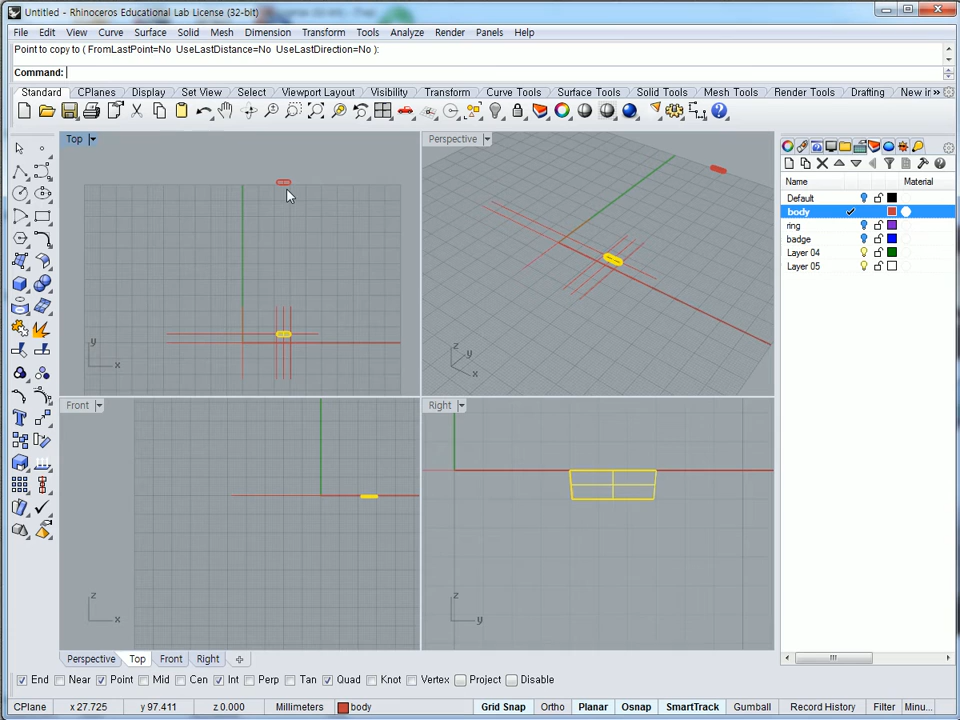 Untitled - Rhinoceros Educational Lab License (32-bit)
File Edit View Curve Surface Solid Mesh Dimension Transform Tools Analyze Render Panels Help
Point to copy to ( FromLastPoint=No UseLastDistance=No UseLastDirection=No ):
Command:
Standard CPlanes Display Set View Select Viewport Layout Visibility Transform Curve Tools Surface Tools Solid Tools Mesh Tools Render Tools Drafting New in
Top
Perspective
Name Material
Default
body
ring
badge
Layer 04
Layer 05
y
x
z
y
x
Front
Right
z
x
z
y
Perspective Top Front Right
End Near Point Mid Cen Int Perp Tan Quad Knot Vertex Project Disable
CPlane x 27.725 y 97.411 z 0.000 Millimeters body Grid Snap Ortho Planar Osnap SmartTrack Gumball Record History Filter Minu...